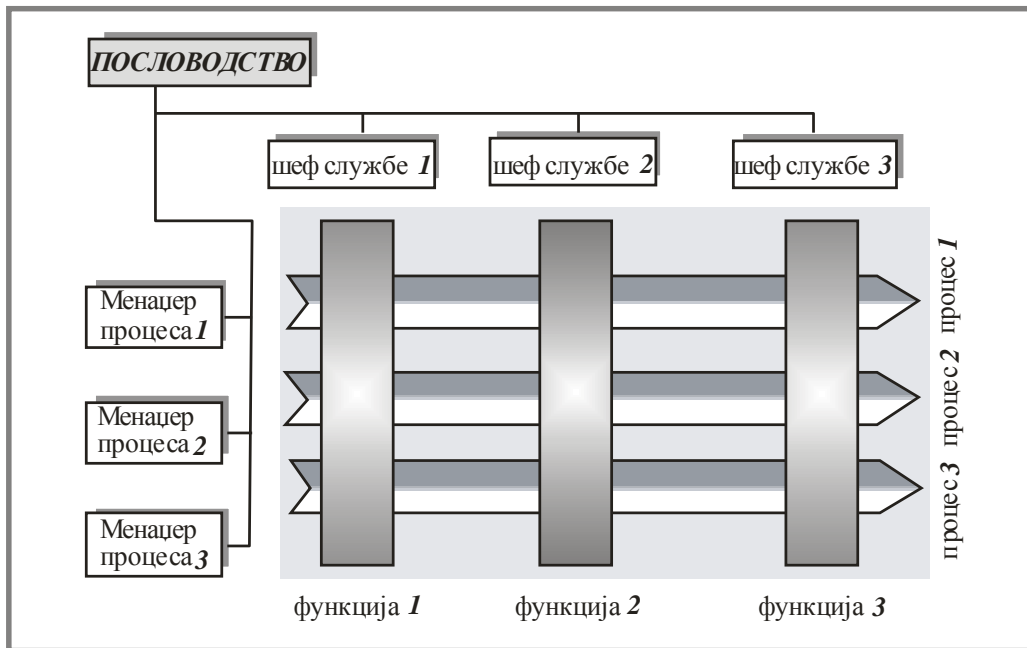 ПОСЛОВОДСТВО
шеф службе 1
шеф службе 2
шеф службе 3
Менаџер
процеса 1
Менаџер
процеса 2
Менаџер
процеса 3
процес 1
процес 2
процес 3
функција 1
функција 2
функција 3